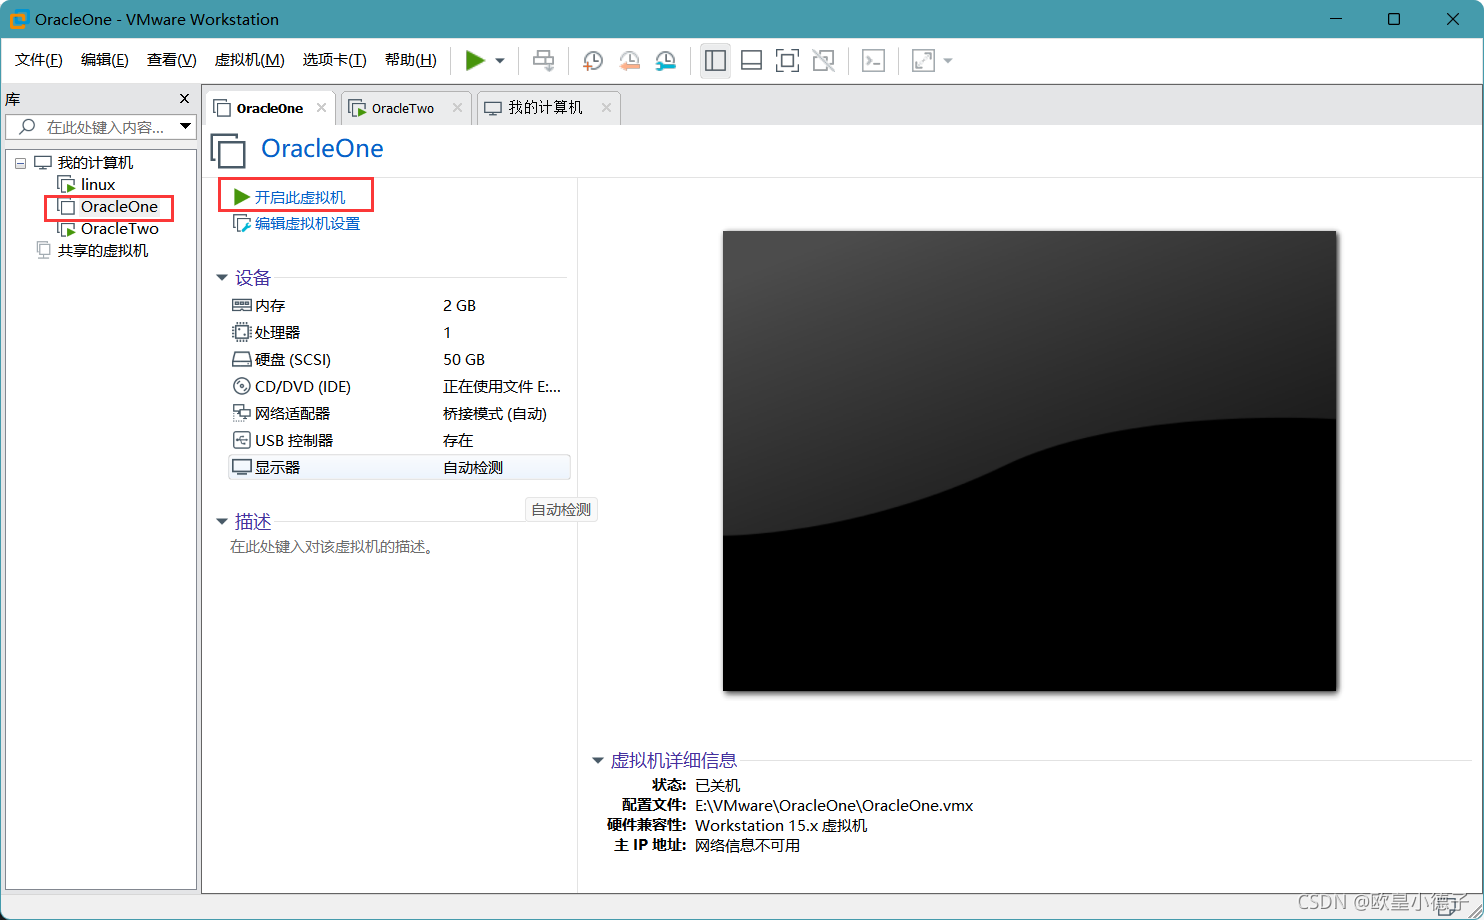 OracleOne - VMware Workstation
文件(F) 编辑(E) 查看(V) 虚拟机(M) 选项卡(T) 帮助(H)
库
在此处键入内容...
我的计算机
linux
OracleOne
OracleTwo
共享的虚拟机
OracleOne OracleTwo 我的计算机
OracleOne
开启此虚拟机
编辑虚拟机设置
设备
内存 2 GB
处理器 1
硬盘 (SCSI) 50 GB
CD/DVD (IDE) 正在使用文件 E:...
网络适配器 桥接模式 (自动)
USB 控制器 存在
显示器 自动检测
自动检测
描述
在此处键入对该虚拟机的描述。
虚拟机详细信息
状态: 已关机
配置文件: E:\VMware\OracleOne\OracleOne.vmx
硬件兼容性: Workstation 15.x 虚拟机
主 IP 地址: 网络信息不可用
CSDN @欧皇小德子